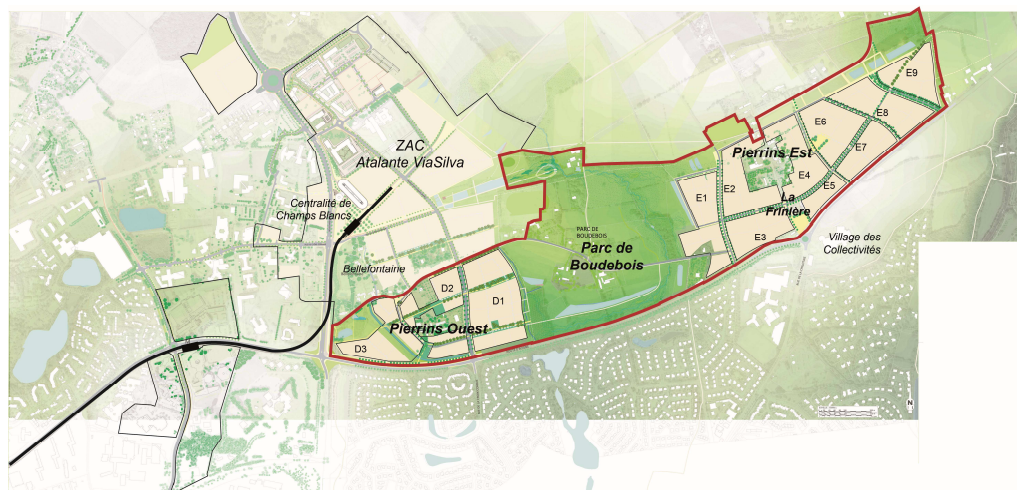 ZAC
Atalante ViaSilva
Centralité de
Champs Blancs
Bellefontaine
Pierrins Ouest
D1
D2
D3
PARC DE
BOUDEBOIS
Parc de
Boudebois
Pierrins Est
La
Frinière
E1
E2
E3
E4
E5
E6
E7
E8
E9
Village des
Collectivités
N